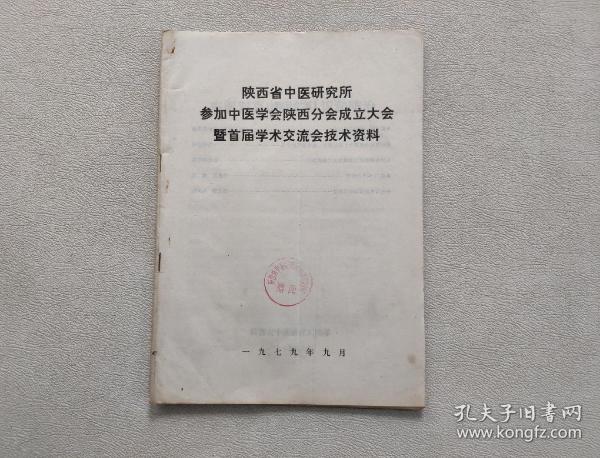 陕西省中医研究所
参加中医学会陕西分会成立大会
暨首届学术交流会技术资料
一九七九年九月
孔夫子旧书网
www.kongfz.com